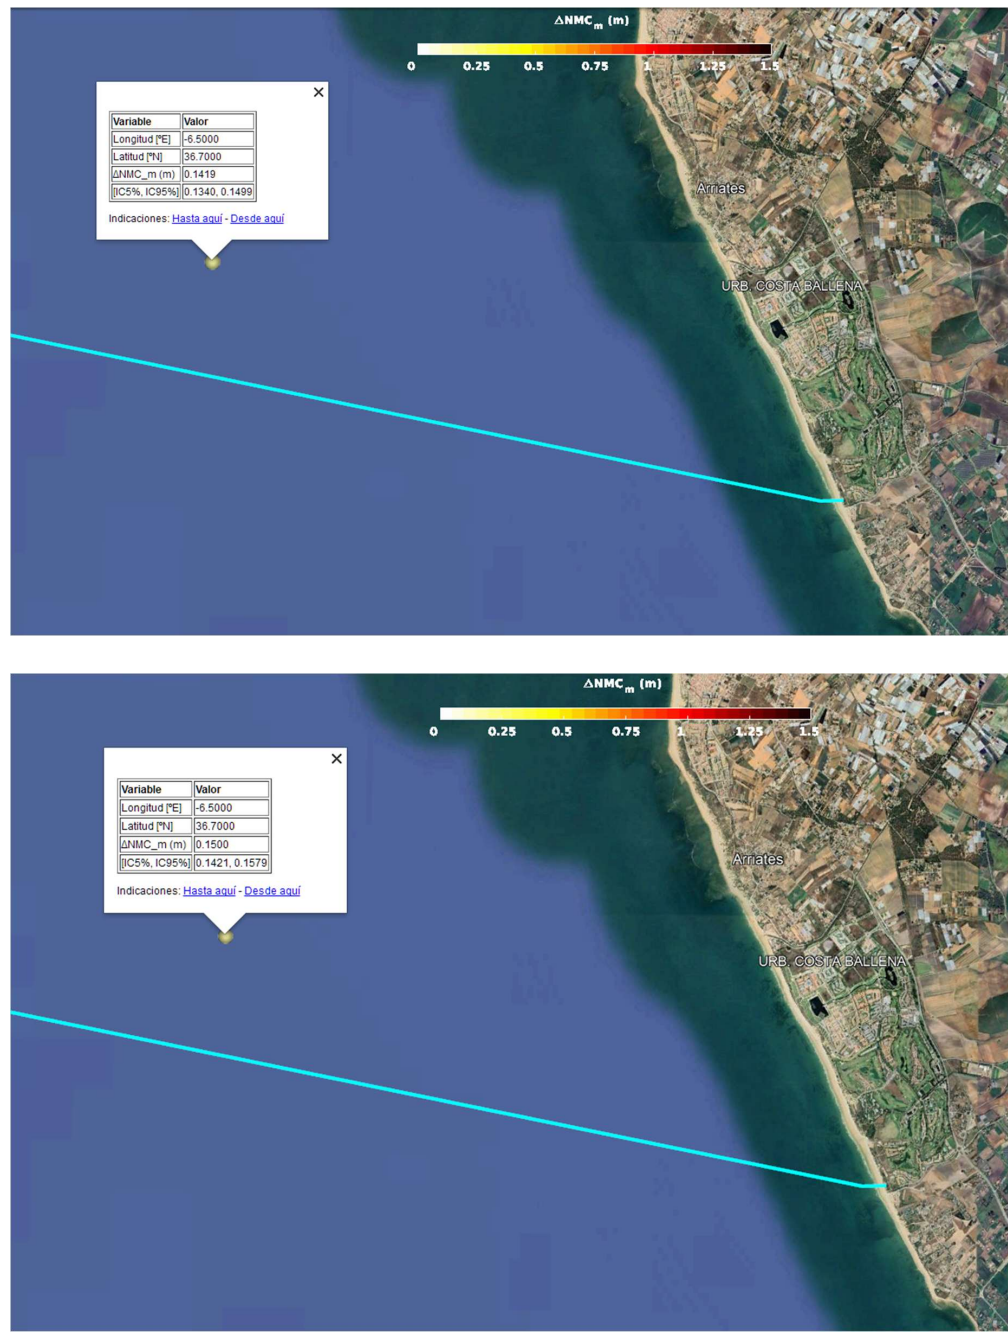 ΔNMCm (m)
0 0.25 0.5 0.75 1 1.25 1.5
Variable Valor
Longitud [ºE] -6.5000
Latitud [ºN] 36.7000
ΔNMC_m (m) 0.1419
[IC5%, IC95%] 0.1340, 0.1499
Indicaciones: Hasta aquí - Desde aquí
Arriates
URB. COSTA BALLENA
ΔNMCm (m)
0 0.25 0.5 0.75 1 1.25 1.5
Variable Valor
Longitud [ºE] -6.5000
Latitud [ºN] 36.7000
ΔNMC_m (m) 0.1500
[IC5%, IC95%] 0.1421, 0.1579
Indicaciones: Hasta aquí - Desde aquí
Arriates
URB. COSTA BALLENA